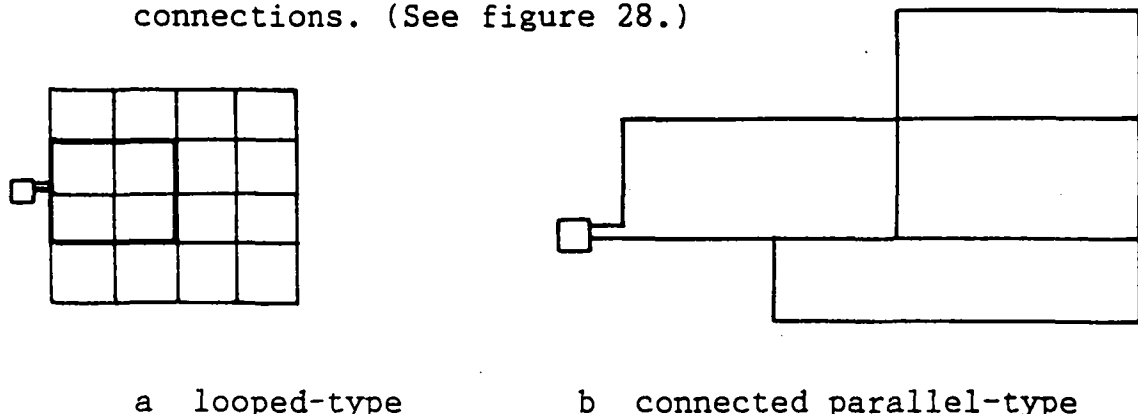 connections. (See figure 28.)
a looped-type
b connected parallel-type